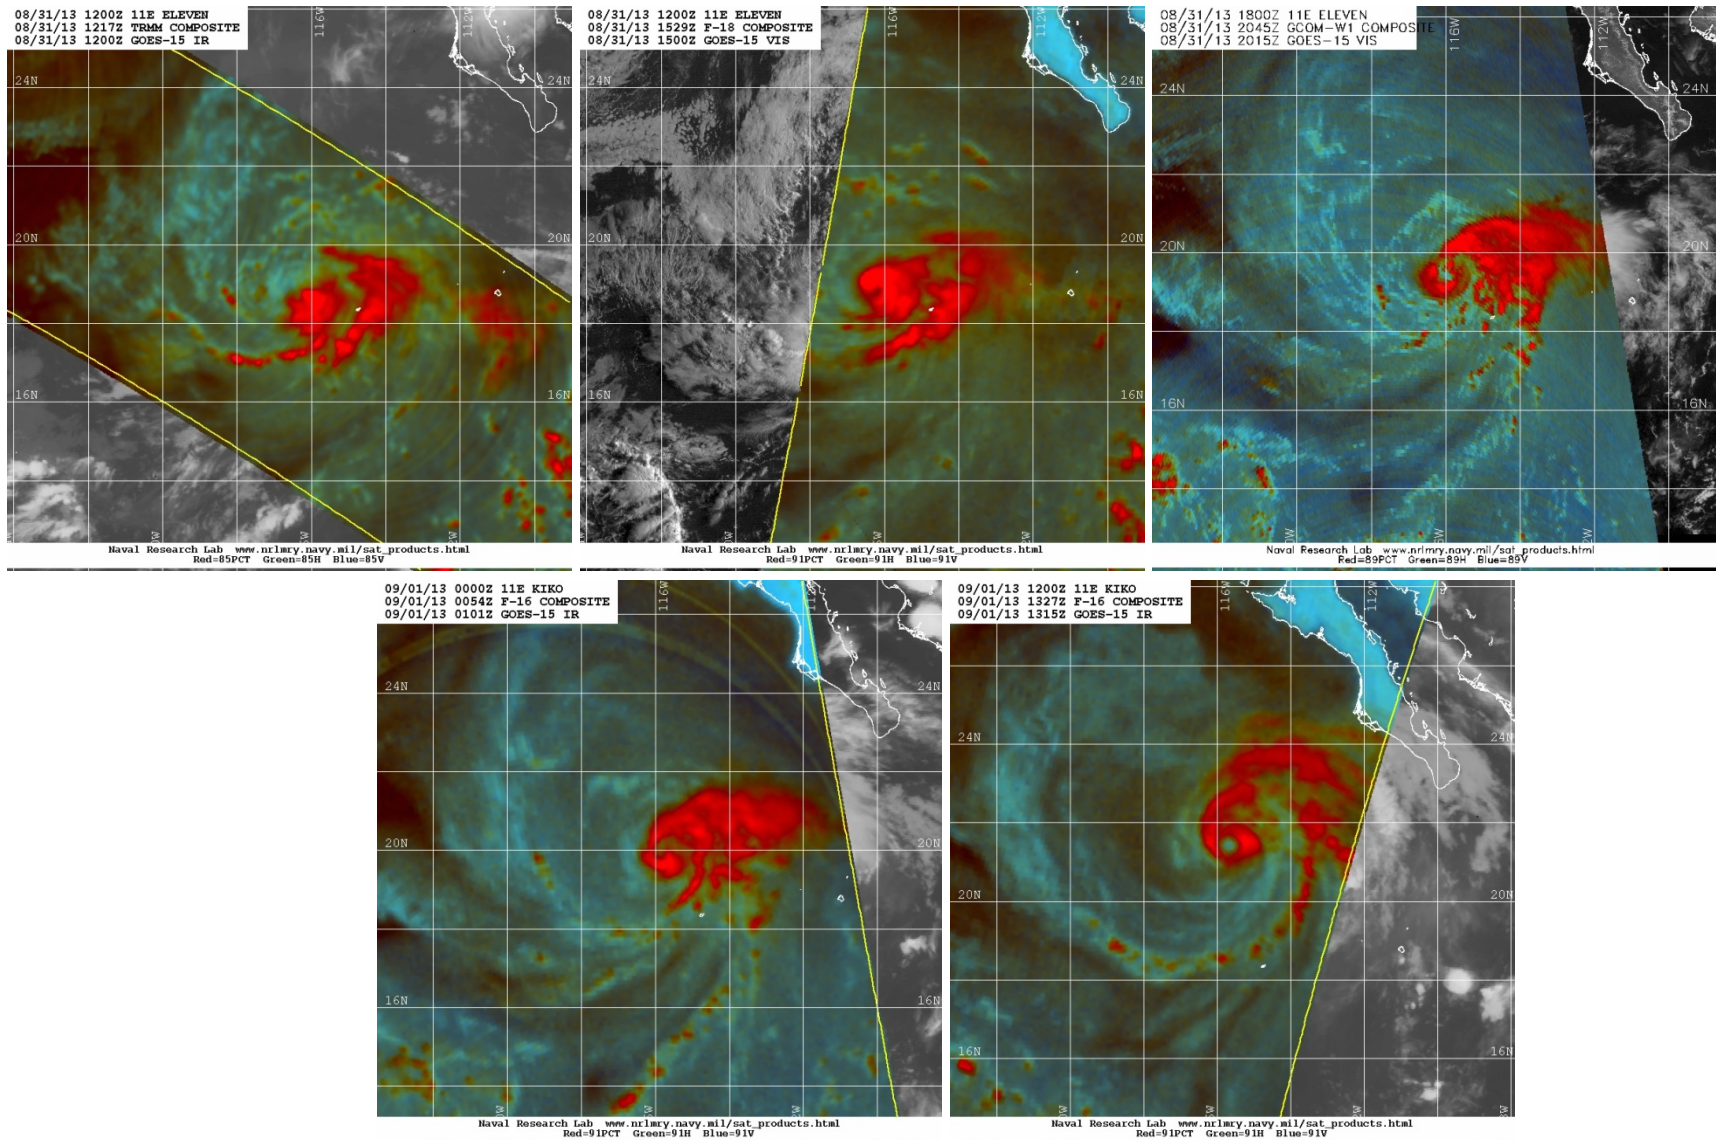 08/31/13 1200Z 11E ELEVEN
08/31/13 1217Z TRMM COMPOSITE
08/31/13 1200Z GOES-15 IR
116W
112W
24N
24N
20N
20N
16N
16N
Naval Research Lab www.nrlmry.navy.mil/sat_products.html
Red=85PCT Green=85H Blue=85V
08/31/13 1200Z 11E ELEVEN
08/31/13 1529Z F-18 COMPOSITE
08/31/13 1500Z GOES-15 VIS
116W
112W
24N
24N
20N
20N
16N
16N
Naval Research Lab www.nrlmry.navy.mil/sat_products.html
Red=91PCT Green=91H Blue=91V
08/31/13 1800Z 11E ELEVEN
08/31/13 2045Z GCOM-W1 COMPOSITE
08/31/13 2015Z GOES-15 VIS
116W
112W
24N
24N
20N
20N
16N
16N
Naval Research Lab www.nrlmry.navy.mil/sat_products.html
Red=89PCT Green=89H Blue=89V
09/01/13 0000Z 11E KIKO
09/01/13 0054Z F-16 COMPOSITE
09/01/13 0101Z GOES-15 IR
116W
24N
24N
20N
20N
16N
16N
Naval Research Lab www.nrlmry.navy.mil/sat_products.html
Red=91PCT Green=91H Blue=91V
09/01/13 1200Z 11E KIKO
09/01/13 1327Z F-16 COMPOSITE
09/01/13 1315Z GOES-15 IR
116W
112W
24N
24N
20N
20N
16N
16N
Naval Research Lab www.nrlmry.navy.mil/sat_products.html
Red=91PCT Green=91H Blue=91V